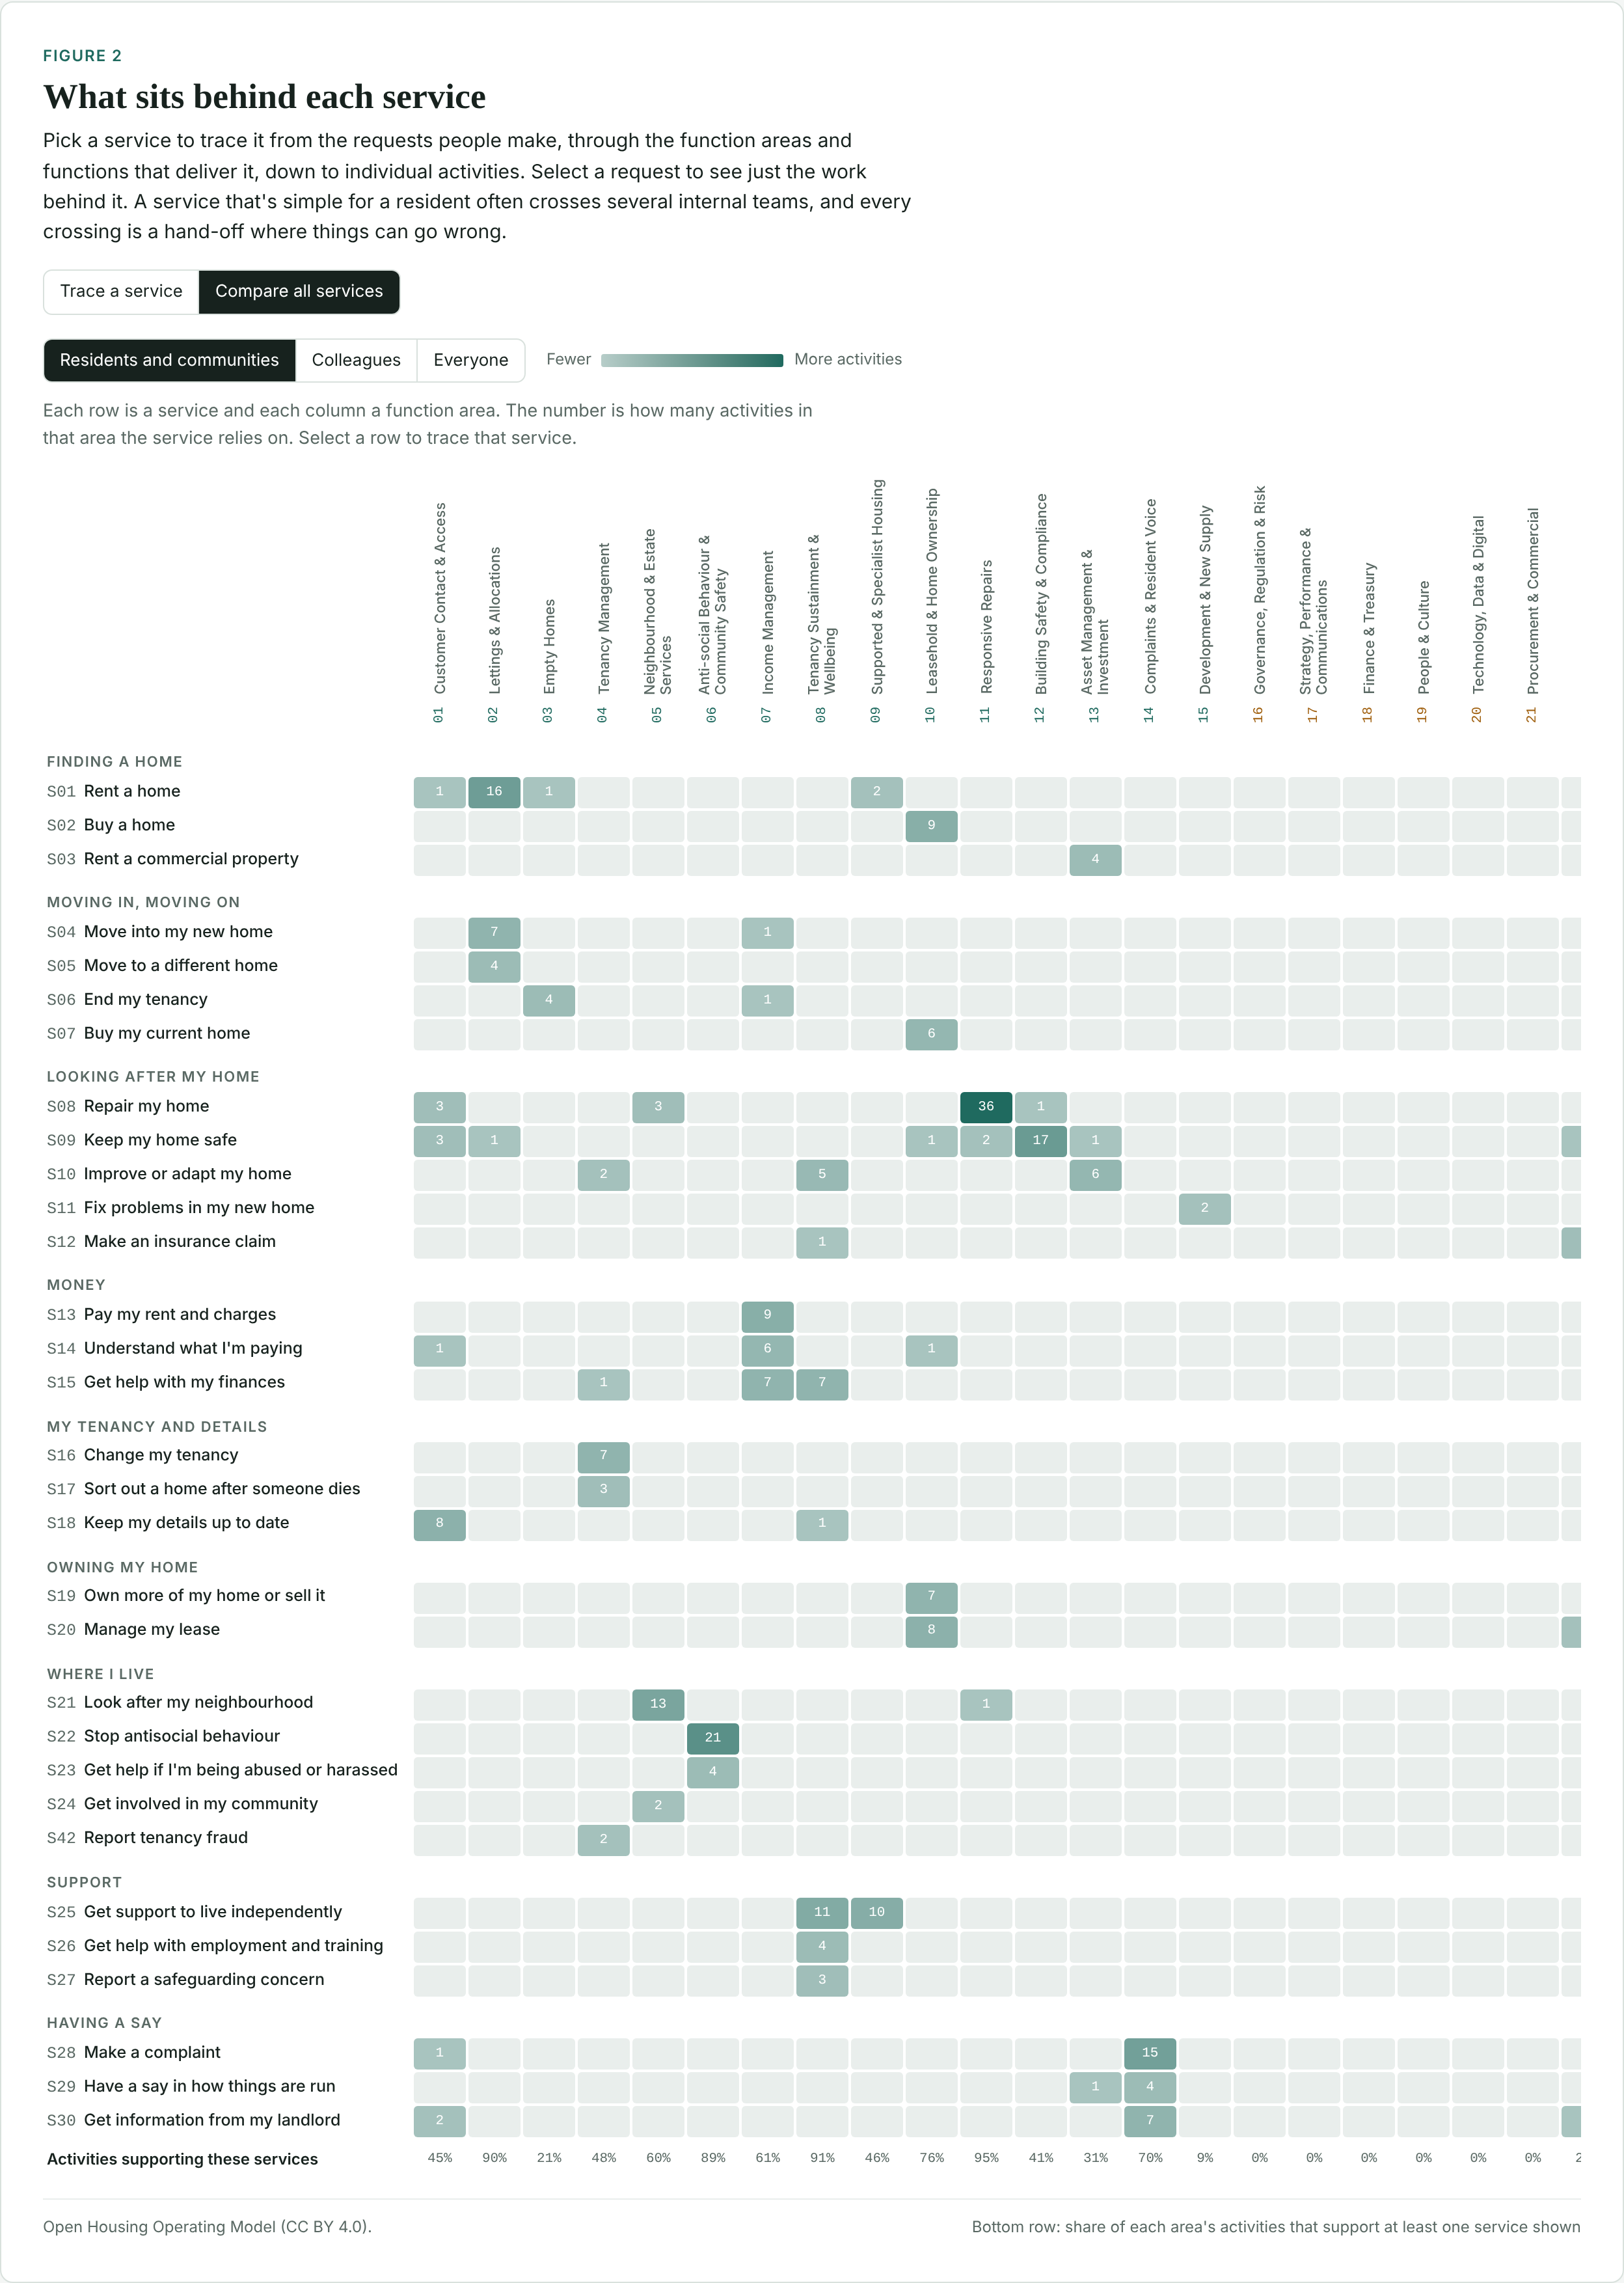 FIGURE 2
What sits behind each service
Pick a service to trace it from the requests people make, through the function areas and
functions that deliver it, down to individual activities. Select a request to see just the work
behind it. A service that's simple for a resident often crosses several internal teams, and every
crossing is a hand-off where things can go wrong.
Trace a service Compare all services
Residents and communities Colleagues Everyone Fewer More activities
Each row is a service and each column a function area. The number is how many activities in
that area the service relies on. Select a row to trace that service.
01 Customer Contact & Access
02 Lettings & Allocations
03 Empty Homes
04 Tenancy Management
05 Neighbourhood & Estate
Services
06 Anti-social Behaviour &
Community Safety
07 Income Management
08 Tenancy Sustainment &
Wellbeing
09 Supported & Specialist Housing
10 Leasehold & Home Ownership
11 Responsive Repairs
12 Building Safety & Compliance
13 Asset Management &
Investment
14 Complaints & Resident Voice
15 Development & New Supply
16 Governance, Regulation & Risk
17 Strategy, Performance &
Communications
18 Finance & Treasury
19 People & Culture
20 Technology, Data & Digital
21 Procurement & Commercial
FINDING A HOME
S01 Rent a home 1 16 1 2
S02 Buy a home 9
S03 Rent a commercial property 4
MOVING IN, MOVING ON
S04 Move into my new home 7 1
S05 Move to a different home 4
S06 End my tenancy 4 1
S07 Buy my current home 6
LOOKING AFTER MY HOME
S08 Repair my home 3 3 36 1
S09 Keep my home safe 3 1 1 2 17 1
S10 Improve or adapt my home 2 5 6
S11 Fix problems in my new home 2
S12 Make an insurance claim 1
MONEY
S13 Pay my rent and charges 9
S14 Understand what I'm paying 1 6 1
S15 Get help with my finances 1 7 7
MY TENANCY AND DETAILS
S16 Change my tenancy 7
S17 Sort out a home after someone dies 3
S18 Keep my details up to date 8 1
OWNING MY HOME
S19 Own more of my home or sell it 7
S20 Manage my lease 8
WHERE I LIVE
S21 Look after my neighbourhood 13 1
S22 Stop antisocial behaviour 21
S23 Get help if I'm being abused or harassed 4
S24 Get involved in my community 2
S42 Report tenancy fraud 2
SUPPORT
S25 Get support to live independently 11 10
S26 Get help with employment and training 4
S27 Report a safeguarding concern 3
HAVING A SAY
S28 Make a complaint 1 15
S29 Have a say in how things are run 1 4
S30 Get information from my landlord 2 7
Activities supporting these services 45% 90% 21% 48% 60% 89% 61% 91% 46% 76% 95% 41% 31% 70% 9% 0% 0% 0% 0% 0% 0%
Open Housing Operating Model (CC BY 4.0). Bottom row: share of each area's activities that support at least one service shown